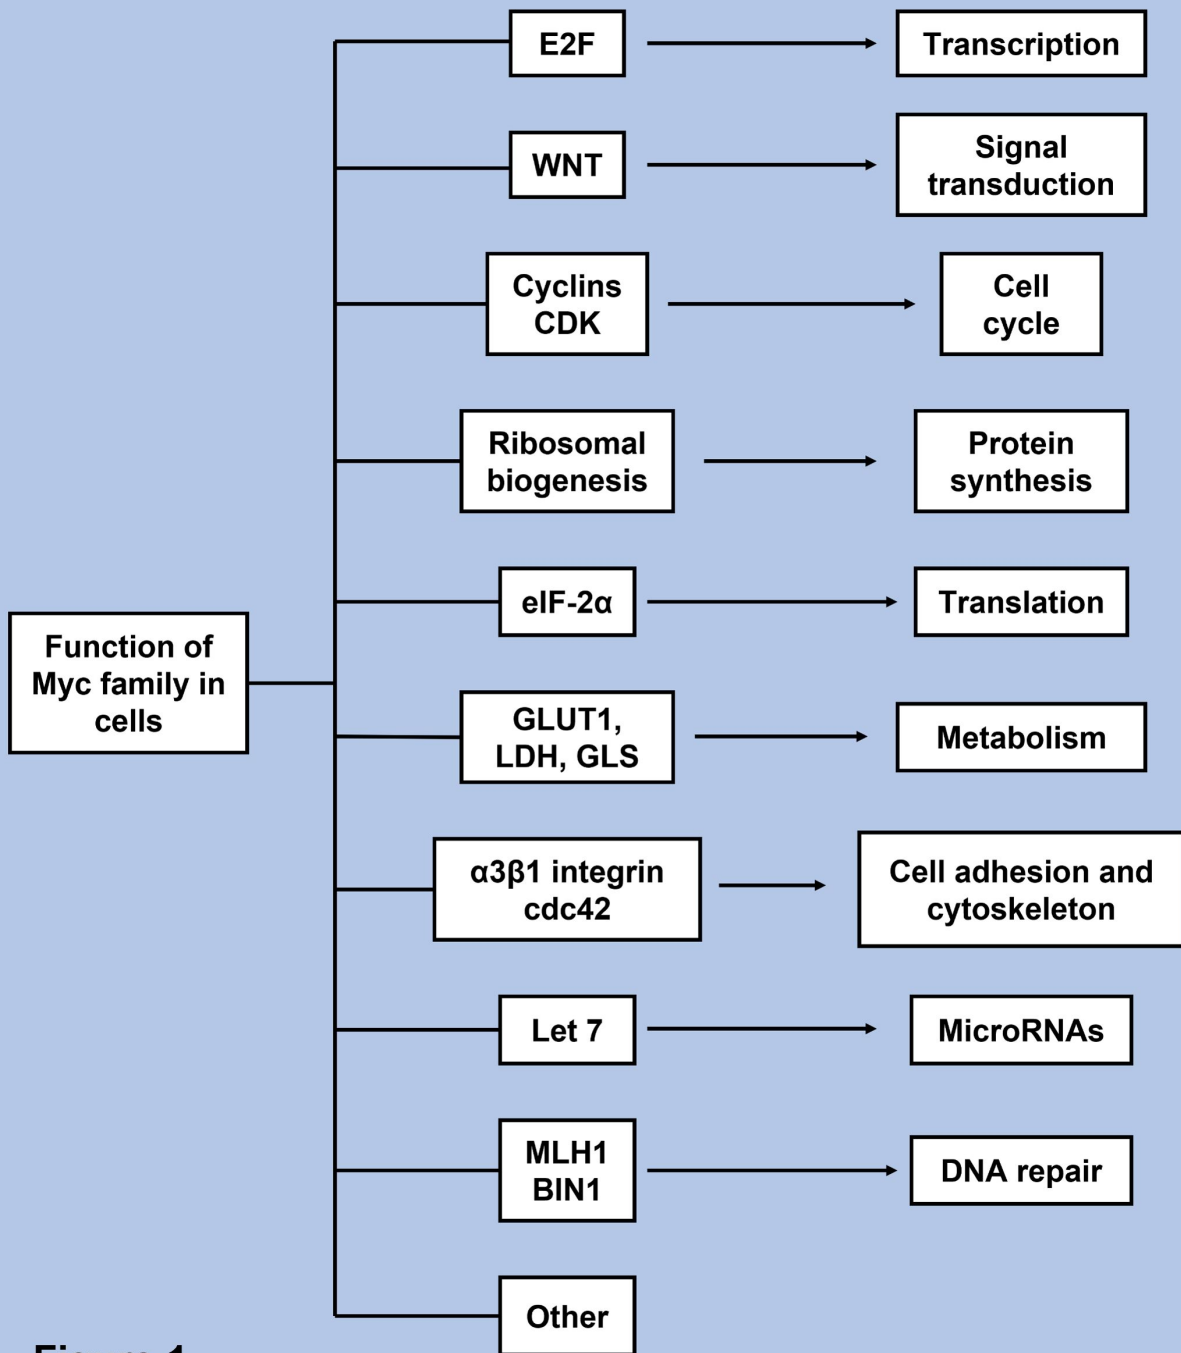 E2F
Transcription
WNT
Signal
transduction
Cyclins
CDK
Cell
cycle
Ribosomal
biogenesis
Protein
synthesis
eIF-2α
Translation
Function of
Myc family in
cells
GLUT1,
LDH, GLS
Metabolism
α3β1 integrin
cdc42
Cell adhesion and
cytoskeleton
Let 7
MicroRNAs
MLH1
BIN1
DNA repair
Other
Figure 1